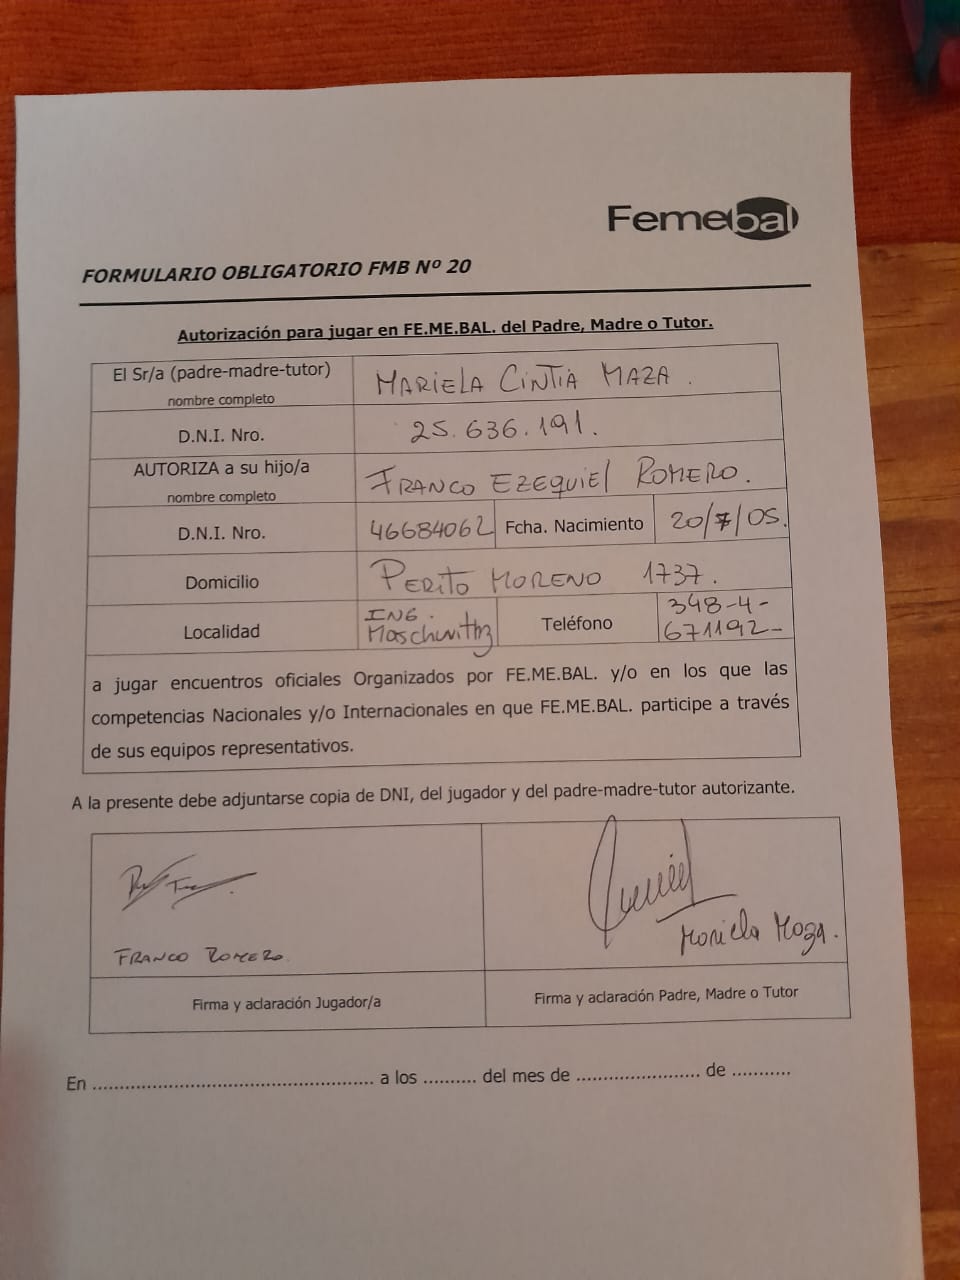 Femebal
FORMULARIO OBLIGATORIO FMB Nº 20
Autorización para jugar en FE.ME.BAL. del Padre, Madre o Tutor.
El Sr/a (padre-madre-tutor)
nombre completo
MARIELA CINTIA MAZA.
D.N.I. Nro.
25.636.191.
AUTORIZA a su hijo/a
nombre completo
FRANCO EZEQUIEL ROMERO.
D.N.I. Nro.
46684062
Fcha. Nacimiento
20/7/05.
Domicilio
PERITO MORENO 1737.
Localidad
ING.
Maschwitz
Teléfono
348-4-
671192-
a jugar encuentros oficiales Organizados por FE.ME.BAL. y/o en los que las
competencias Nacionales y/o Internacionales en que FE.ME.BAL. participe a través
de sus equipos representativos.
A la presente debe adjuntarse copia de DNI, del jugador y del padre-madre-tutor autorizante.
FRANCO ROMERO.
Mariela Maza.
Firma y aclaración Jugador/a
Firma y aclaración Padre, Madre o Tutor
En ..................................................... a los .......... del mes de ....................... de ...........